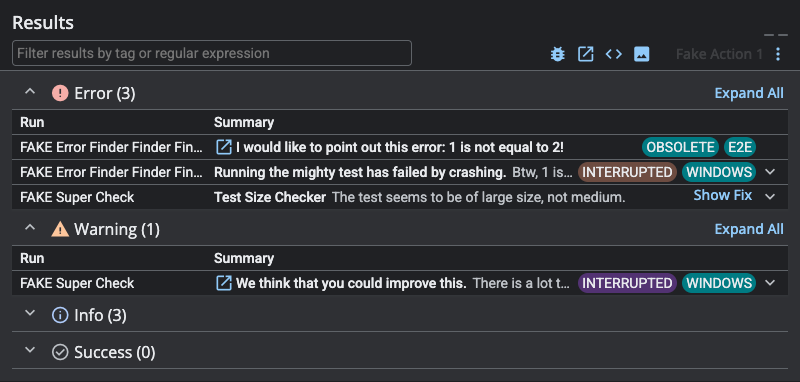 Results
Filter results by tag or regular expression
Fake Action 1
Error (3) Expand All
Run Summary
FAKE Error Finder Finder Fin... I would like to point out this error: 1 is not equal to 2! OBSOLETE E2E
FAKE Error Finder Finder Fin... Running the mighty test has failed by crashing. Btw, 1 is... INTERRUPTED WINDOWS
FAKE Super Check Test Size Checker The test seems to be of large size, not medium. Show Fix
Warning (1) Expand All
Run Summary
FAKE Super Check We think that you could improve this. There is a lot t... INTERRUPTED WINDOWS
Info (3)
Success (0)